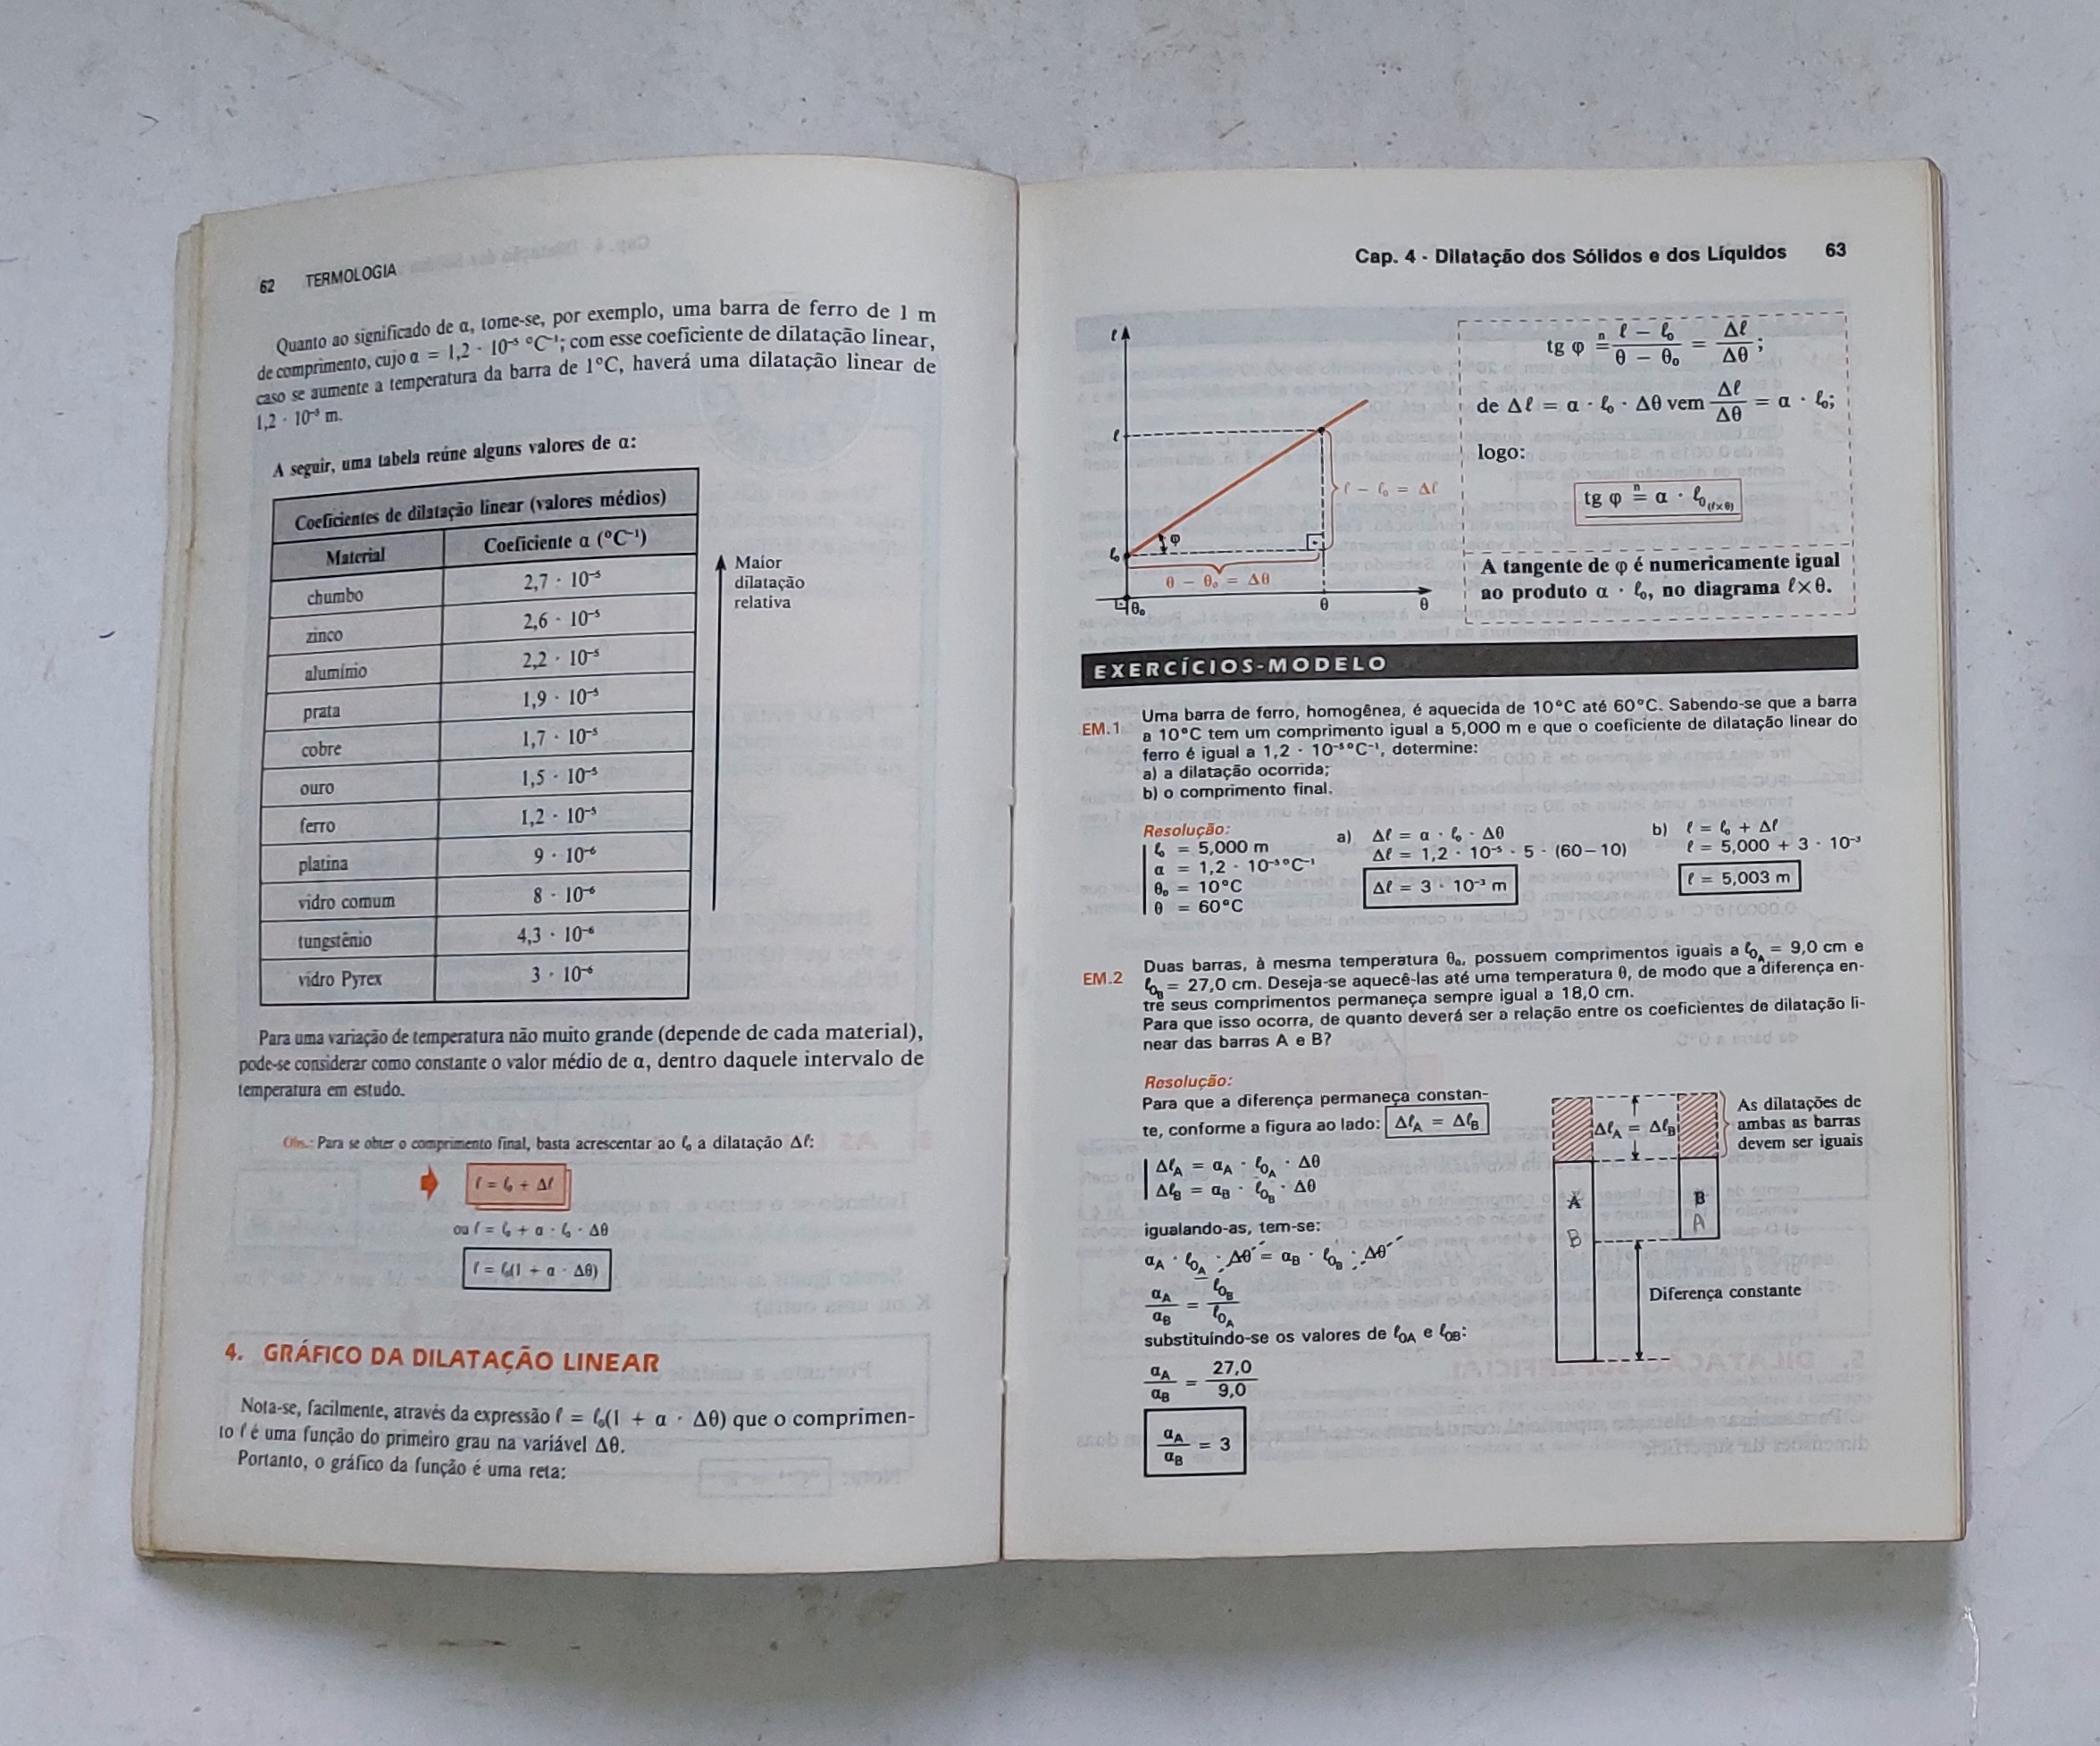 62 TERMOLOGIA
Quanto ao significado de α, tome-se, por exemplo, uma barra de ferro de 1 m
de comprimento, cujo α = 1,2 · 10⁻⁵ °C⁻¹; com esse coeficiente de dilatação linear,
caso se aumente a temperatura da barra de 1°C, haverá uma dilatação linear de
1,2 · 10⁻⁵ m.
A seguir, uma tabela reúne alguns valores de α:
Coeficientes de dilatação linear (valores médios)
Material Coeficiente α (°C⁻¹)
chumbo 2,7 · 10⁻⁵
zinco 2,6 · 10⁻⁵
alumínio 2,2 · 10⁻⁵
prata 1,9 · 10⁻⁵
cobre 1,7 · 10⁻⁵
ouro 1,5 · 10⁻⁵
ferro 1,2 · 10⁻⁵
platina 9 · 10⁻⁶
vidro comum 8 · 10⁻⁶
tungstênio 4,3 · 10⁻⁶
vidro Pyrex 3 · 10⁻⁶
Maior
dilatação
relativa
Para uma variação de temperatura não muito grande (depende de cada material),
pode-se considerar como constante o valor médio de α, dentro daquele intervalo de
temperatura em estudo.
Obs.: Para se obter o comprimento final, basta acrescentar ao ℓ₀ a dilatação Δℓ:
ℓ = ℓ₀ + Δℓ
ou ℓ = ℓ₀ + α · ℓ₀ · Δθ
ℓ = ℓ₀(1 + α · Δθ)
4. GRÁFICO DA DILATAÇÃO LINEAR
Nota-se, facilmente, através da expressão ℓ = ℓ₀(1 + α · Δθ) que o comprimen-
to ℓ é uma função do primeiro grau na variável Δθ.
Portanto, o gráfico da função é uma reta:
Cap. 4 - Dilatação dos Sólidos e dos Líquidos 63
ℓ
ℓ
ℓ − ℓ₀ = Δℓ
ℓ₀
φ
θ − θ₀ = Δθ
θ₀ θ θ
tg φ ⁿ= (ℓ − ℓ₀)/(θ − θ₀) = Δℓ/Δθ;
de Δℓ = α · ℓ₀ · Δθ vem Δℓ/Δθ = α · ℓ₀;
logo:
tg φ ⁿ= α · ℓ₀ (ℓ×θ)
A tangente de φ é numericamente igual
ao produto α · ℓ₀, no diagrama ℓ×θ.
EXERCÍCIOS-MODELO
EM.1 Uma barra de ferro, homogênea, é aquecida de 10°C até 60°C. Sabendo-se que a barra
a 10°C tem um comprimento igual a 5,000 m e que o coeficiente de dilatação linear do
ferro é igual a 1,2 · 10⁻⁵°C⁻¹, determine:
a) a dilatação ocorrida;
b) o comprimento final.
Resolução:
ℓ₀ = 5,000 m
α = 1,2 · 10⁻⁵°C⁻¹
θ₀ = 10°C
θ = 60°C
a) Δℓ = α · ℓ₀ · Δθ
Δℓ = 1,2 · 10⁻⁵ · 5 · (60−10)
Δℓ = 3 · 10⁻³ m
b) ℓ = ℓ₀ + Δℓ
ℓ = 5,000 + 3 · 10⁻³
ℓ = 5,003 m
EM.2 Duas barras, à mesma temperatura θ₀, possuem comprimentos iguais a ℓ₀A = 9,0 cm e
ℓ₀B = 27,0 cm. Deseja-se aquecê-las até uma temperatura θ, de modo que a diferença en-
tre seus comprimentos permaneça sempre igual a 18,0 cm.
Para que isso ocorra, de quanto deverá ser a relação entre os coeficientes de dilatação li-
near das barras A e B?
Resolução:
Para que a diferença permaneça constan-
te, conforme a figura ao lado: ΔℓA = ΔℓB
ΔℓA = αA · ℓ₀A · Δθ
ΔℓB = αB · ℓ₀B · Δθ
igualando-as, tem-se:
αA · ℓ₀A · Δθ = αB · ℓ₀B · Δθ
αA/αB = ℓ₀B/ℓ₀A
substituindo-se os valores de ℓ₀A e ℓ₀B:
αA/αB = 27,0/9,0
αA/αB = 3
ΔℓA = ΔℓB
As dilatações de
ambas as barras
devem ser iguais
A B
B A
Diferença constante